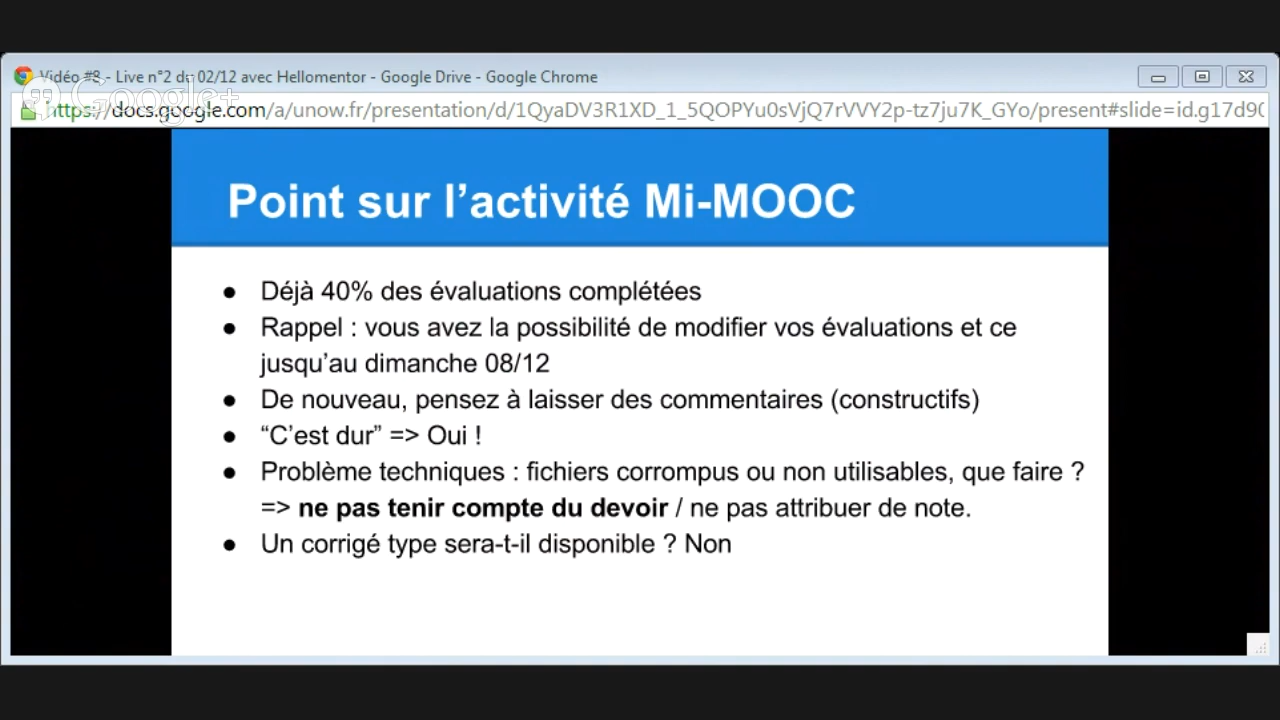 Vidéo #8 - Live n°2 du 02/12 avec Hellomentor - Google Drive - Google Chrome
Google+
https://docs.google.com/a/unow.fr/presentation/d/1QyaDV3R1XD_1_5QOPYu0sVjQ7rVVY2p-tz7ju7K_GYo/present#slide=id.g17d90
Point sur l’activité Mi-MOOC
● Déjà 40% des évaluations complétées
● Rappel : vous avez la possibilité de modifier vos évaluations et ce
jusqu’au dimanche 08/12
● De nouveau, pensez à laisser des commentaires (constructifs)
● “C’est dur” => Oui !
● Problème techniques : fichiers corrompus ou non utilisables, que faire ?
=> ne pas tenir compte du devoir / ne pas attribuer de note.
● Un corrigé type sera-t-il disponible ? Non